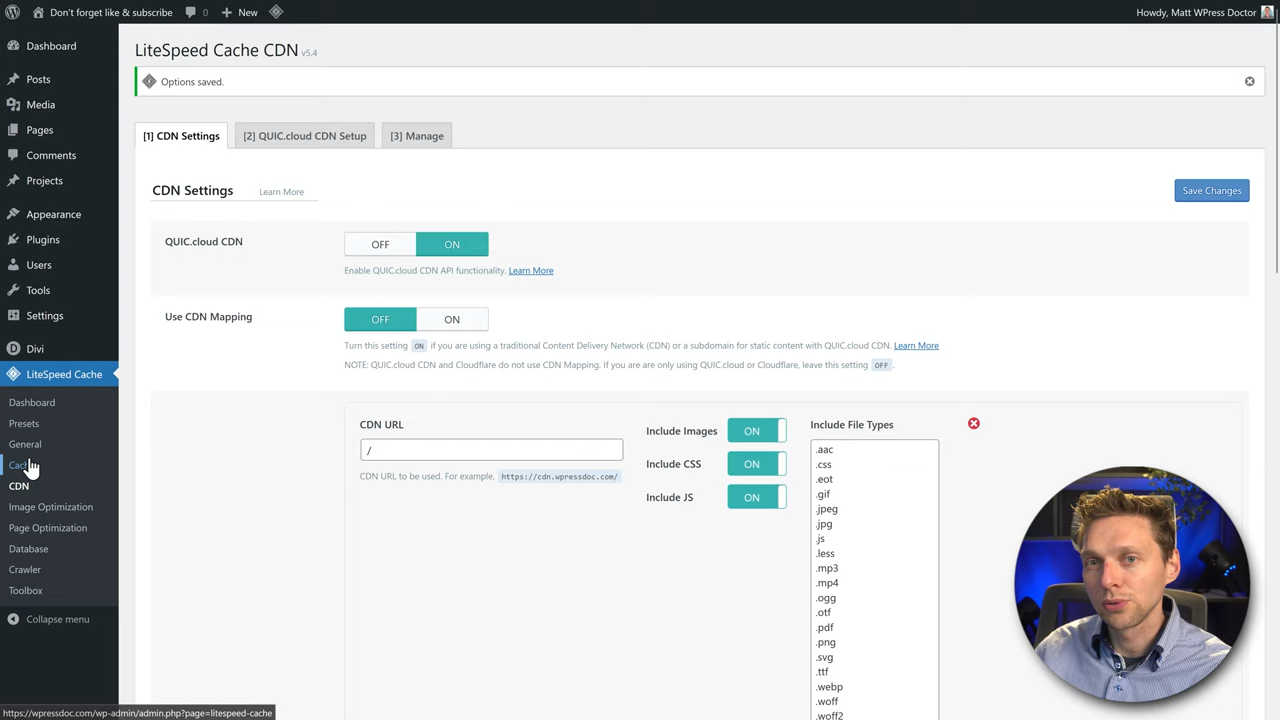 Don't forget like & subscribe
0
New
Howdy, Matt WPress Doctor
Dashboard
Posts
Media
Pages
Comments
Projects
Appearance
Plugins
Users
Tools
Settings
Divi
LiteSpeed Cache
Dashboard
Presets
General
Cache
CDN
Image Optimization
Page Optimization
Database
Crawler
Toolbox
Collapse menu
LiteSpeed Cache CDN v5.4
Options saved.
[1] CDN Settings
[2] QUIC.cloud CDN Setup
[3] Manage
CDN Settings
Learn More
Save Changes
QUIC.cloud CDN
OFF
ON
Enable QUIC.cloud CDN API functionality. Learn More
Use CDN Mapping
OFF
ON
Turn this setting ON if you are using a traditional Content Delivery Network (CDN) or a subdomain for static content with QUIC.cloud CDN. Learn More
NOTE: QUIC.cloud CDN and Cloudflare do not use CDN Mapping. If you are are only using QUIC.cloud or Cloudflare, leave this setting OFF .
CDN URL
/
CDN URL to be used. For example, https://cdn.wpressdoc.com/
Include Images
ON
Include CSS
ON
Include JS
ON
Include File Types
.aac
.css
.eot
.gif
.jpeg
.jpg
.js
.less
.mp3
.mp4
.ogg
.otf
.pdf
.png
.svg
.ttf
.webp
.woff
.woff2
https://wpressdoc.com/wp-admin/admin.php?page=litespeed-cache